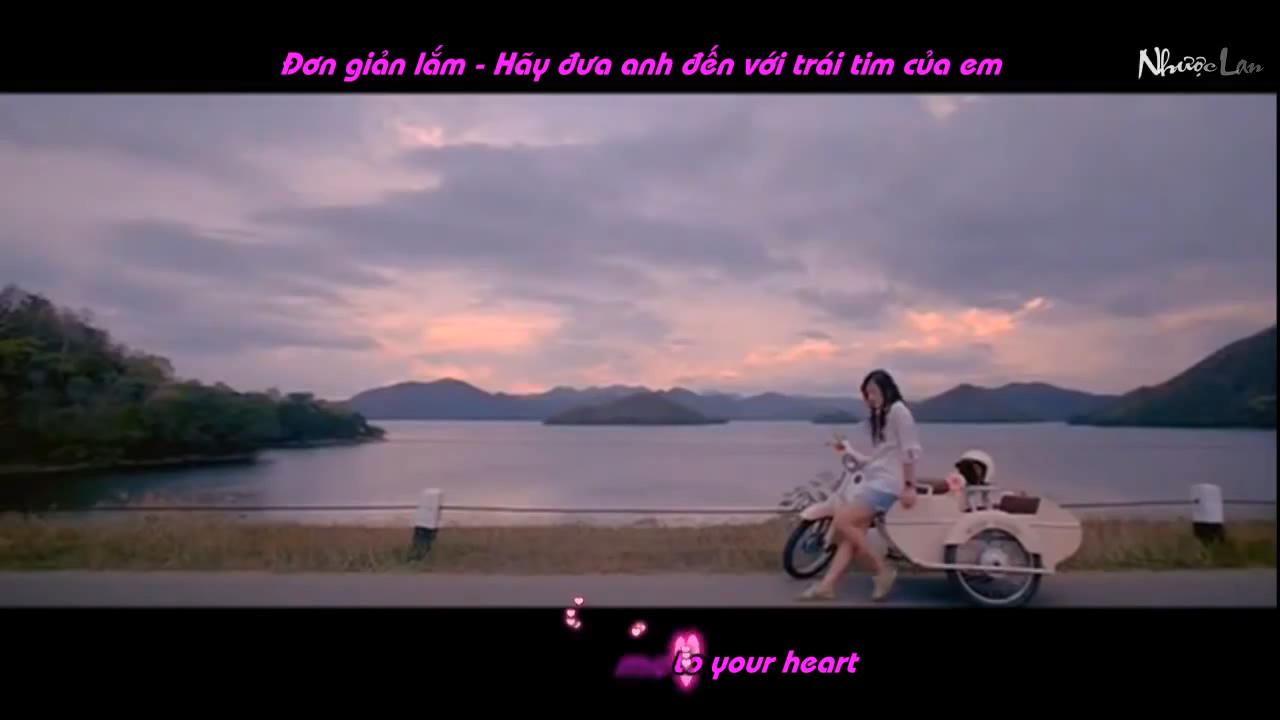 Đơn giản lắm - Hãy đưa anh đến với trái tim của em
Nhược Lan
to your heart